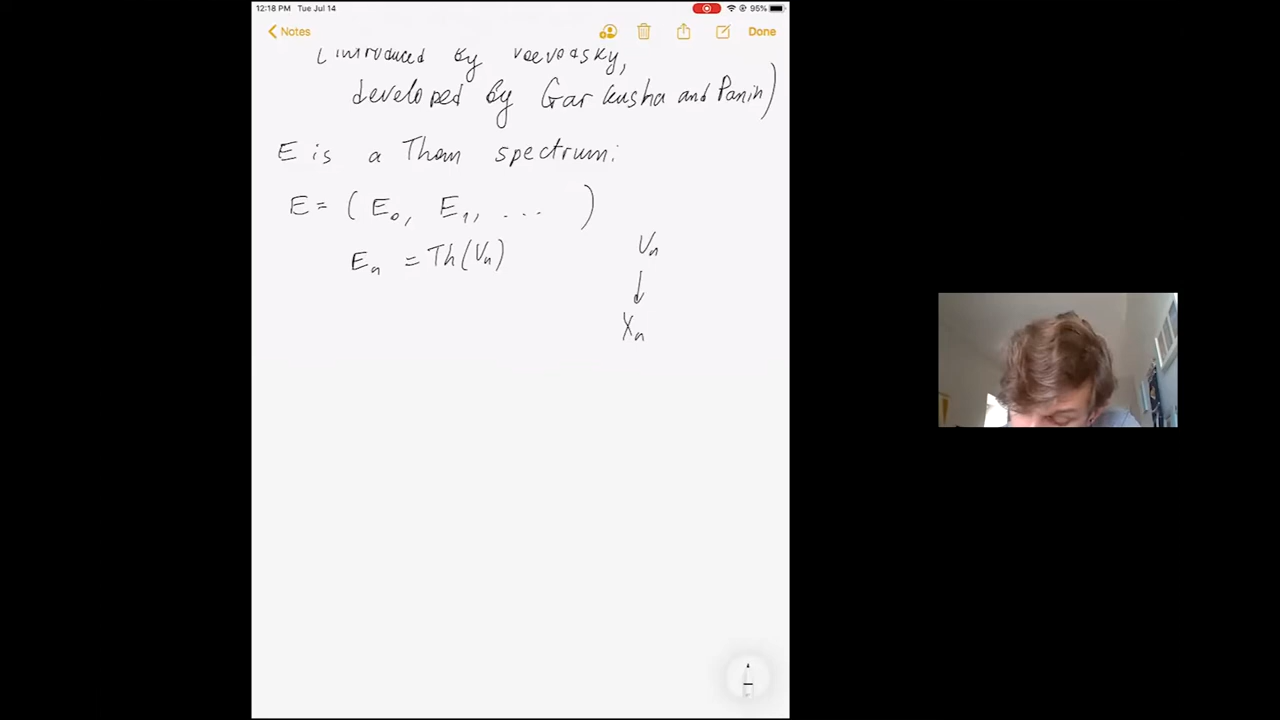 12:18 PM Tue Jul 14 95%
Notes Done
(introduced by Voevodsky,
developed by Garkusha and Panin)
E is a Thom spectrum:
E = ( E₀, E₁, ... )
Eₙ = Th(Vₙ)
Vₙ
↓
Xₙ